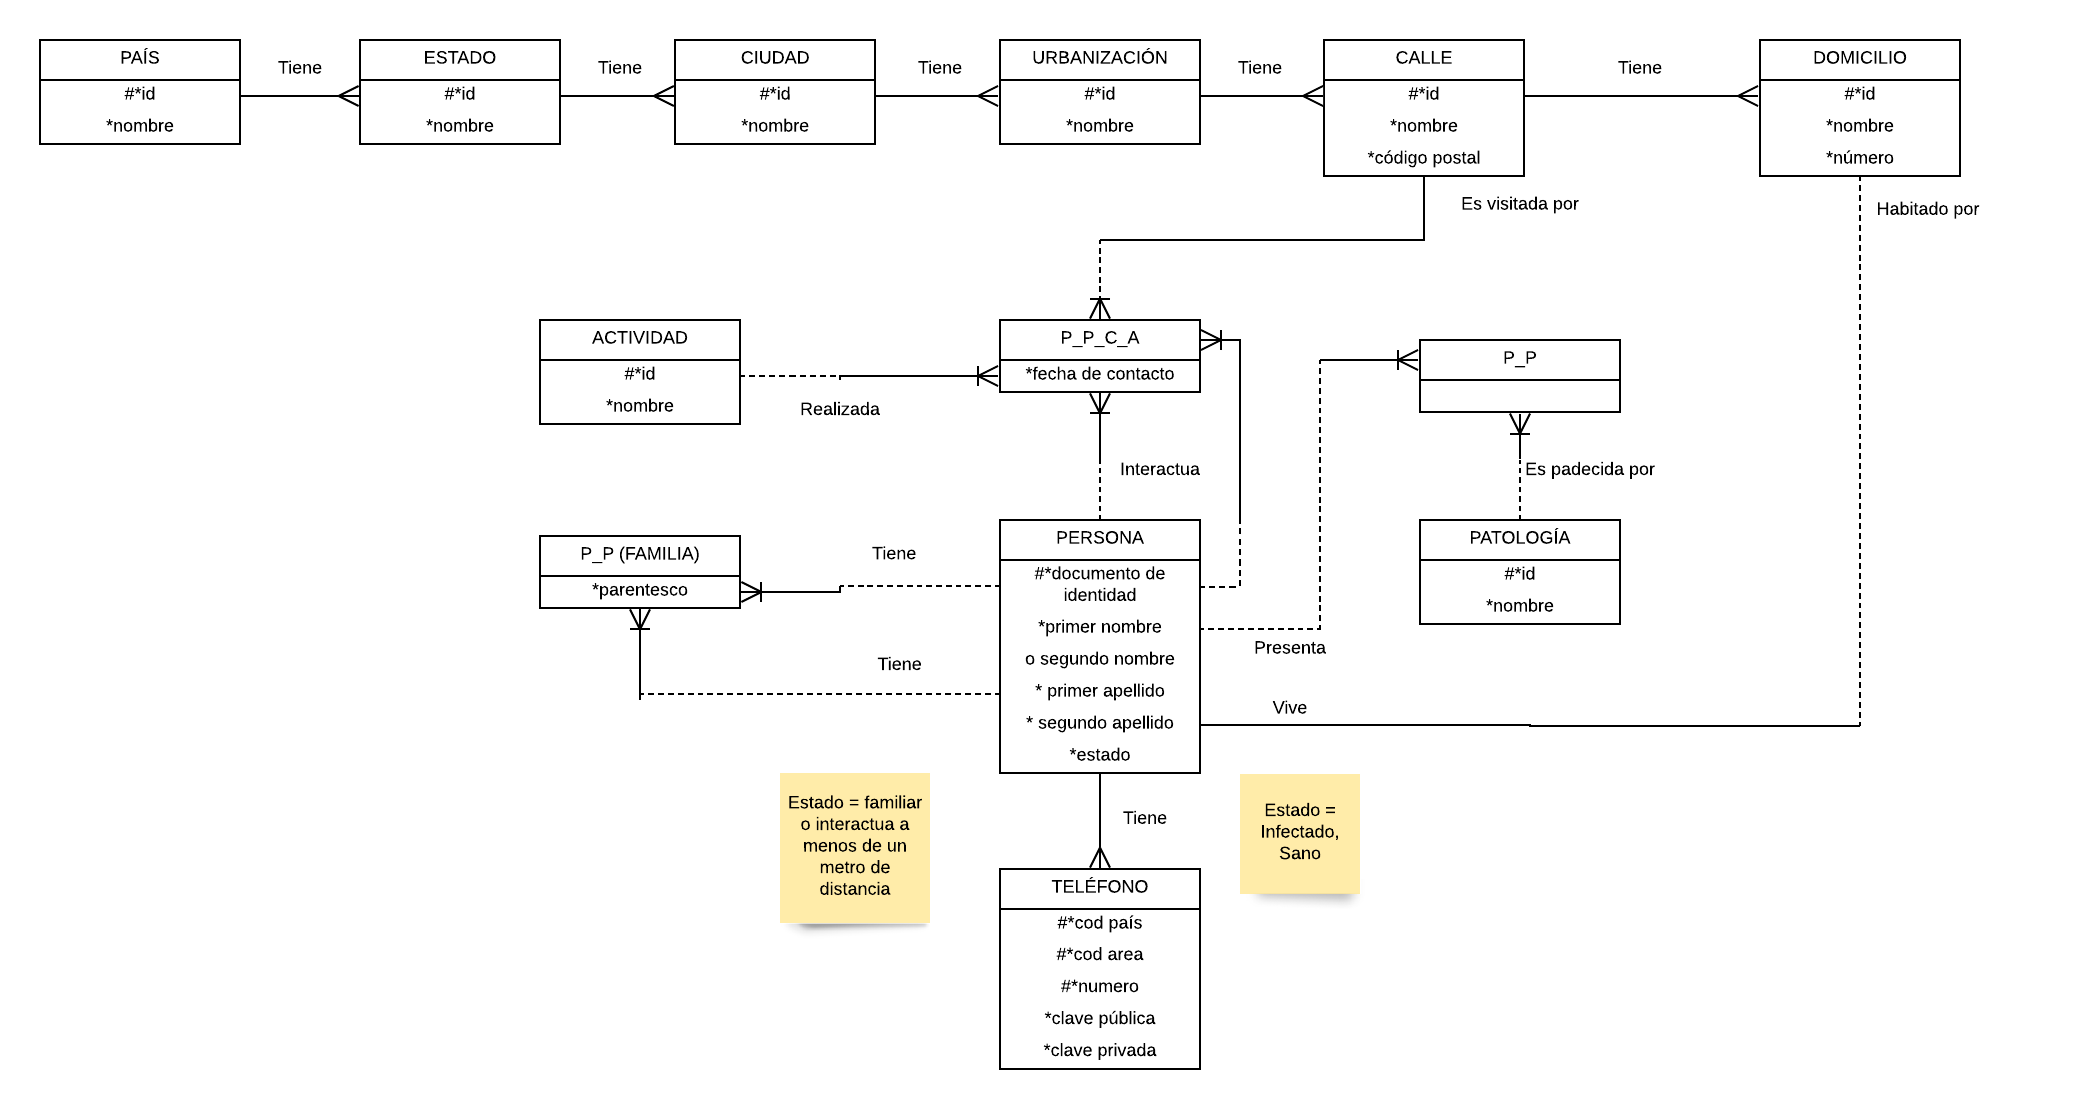 PAÍS
#*id
*nombre
Tiene
ESTADO
#*id
*nombre
Tiene
CIUDAD
#*id
*nombre
Tiene
URBANIZACIÓN
#*id
*nombre
Tiene
CALLE
#*id
*nombre
*código postal
Tiene
DOMICILIO
#*id
*nombre
*número
Es visitada por
Habitado por
ACTIVIDAD
#*id
*nombre
Realizada
P_P_C_A
*fecha de contacto
Interactua
P_P
Es padecida por
PATOLOGÍA
#*id
*nombre
P_P (FAMILIA)
*parentesco
Tiene
Tiene
PERSONA
#*documento de
identidad
*primer nombre
o segundo nombre
* primer apellido
* segundo apellido
*estado
Presenta
Vive
Estado = familiar
o interactua a
menos de un
metro de
distancia
Tiene
Estado =
Infectado,
Sano
TELÉFONO
#*cod país
#*cod area
#*numero
*clave pública
*clave privada